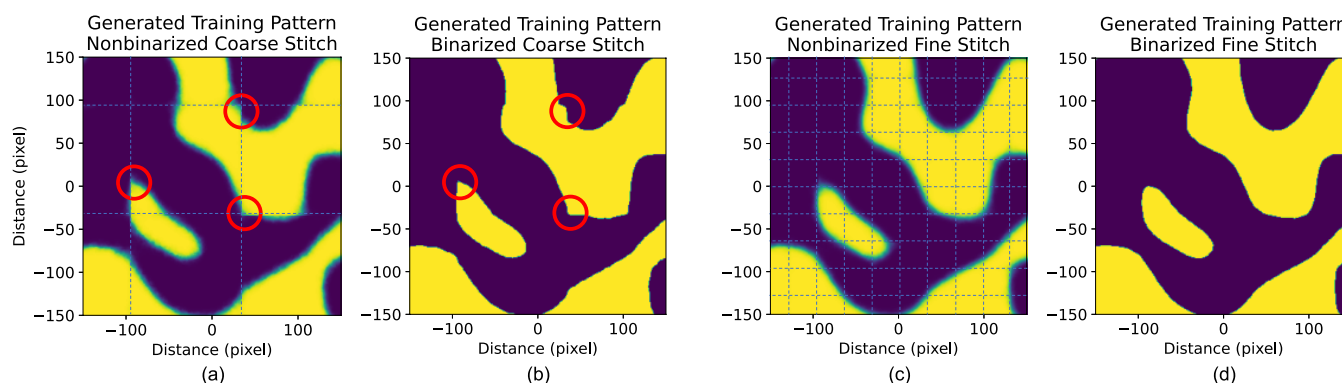 Generated Training Pattern
Nonbinarized Coarse Stitch
150
100
50
0
−50
−100
−150
−100
0
100
Distance (pixel)
Distance (pixel)
(a)
Generated Training Pattern
Binarized Coarse Stitch
150
100
50
0
−50
−100
−150
−100
0
100
Distance (pixel)
(b)
Generated Training Pattern
Nonbinarized Fine Stitch
150
100
50
0
−50
−100
−150
−100
0
100
Distance (pixel)
(c)
Generated Training Pattern
Binarized Fine Stitch
150
100
50
0
−50
−100
−150
−100
0
100
Distance (pixel)
(d)